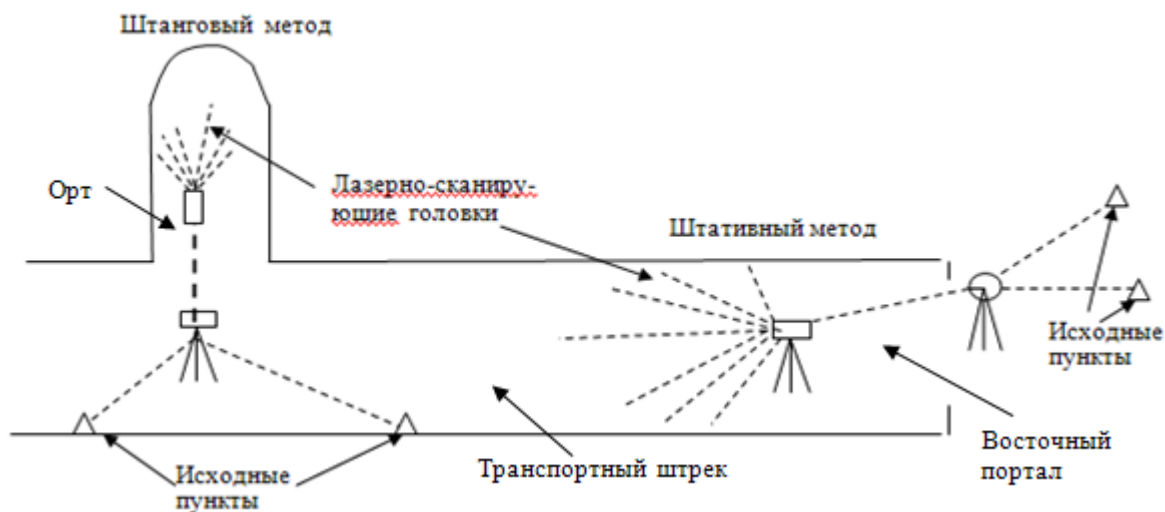 Штанговый метод
Орт
Лазерно-сканиру-
ющие головки
Штативный метод
Исходные
пункты
Восточный
портал
Транспортный штрек
Исходные
пункты